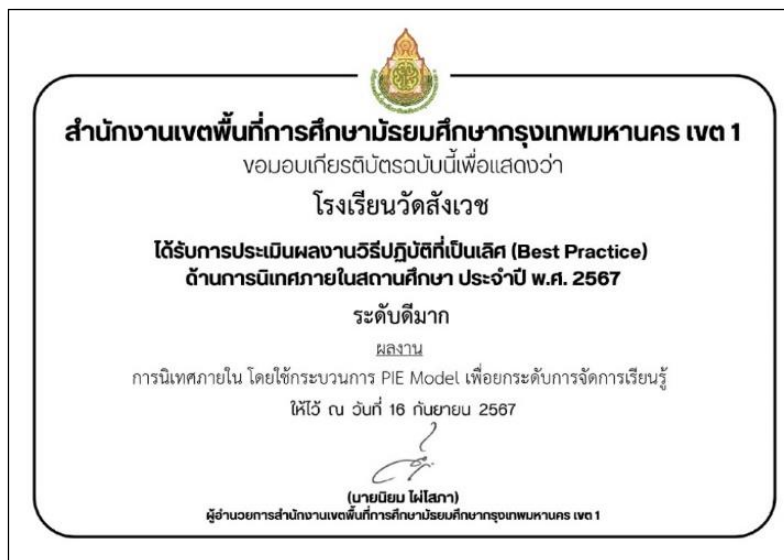 สำนักงานเขตพื้นที่การศึกษามัธยมศึกษากรุงเทพมหานคร เขต 1
ขอมอบเกียรติบัตรฉบับนี้เพื่อแสดงว่า
โรงเรียนวัดสังเวช
ได้รับการประเมินผลงานวิธีปฏิบัติที่เป็นเลิศ (Best Practice)
ด้านการนิเทศภายในสถานศึกษา ประจำปี พ.ศ. 2567
ระดับดีมาก
ผลงาน
การนิเทศภายใน โดยใช้กระบวนการ PIE Model เพื่อยกระดับการจัดการเรียนรู้
ให้ไว้ ณ วันที่ 16 กันยายน 2567
(นายนิยม ไผ่โสภา)
ผู้อำนวยการสำนักงานเขตพื้นที่การศึกษามัธยมศึกษากรุงเทพมหานคร เขต 1